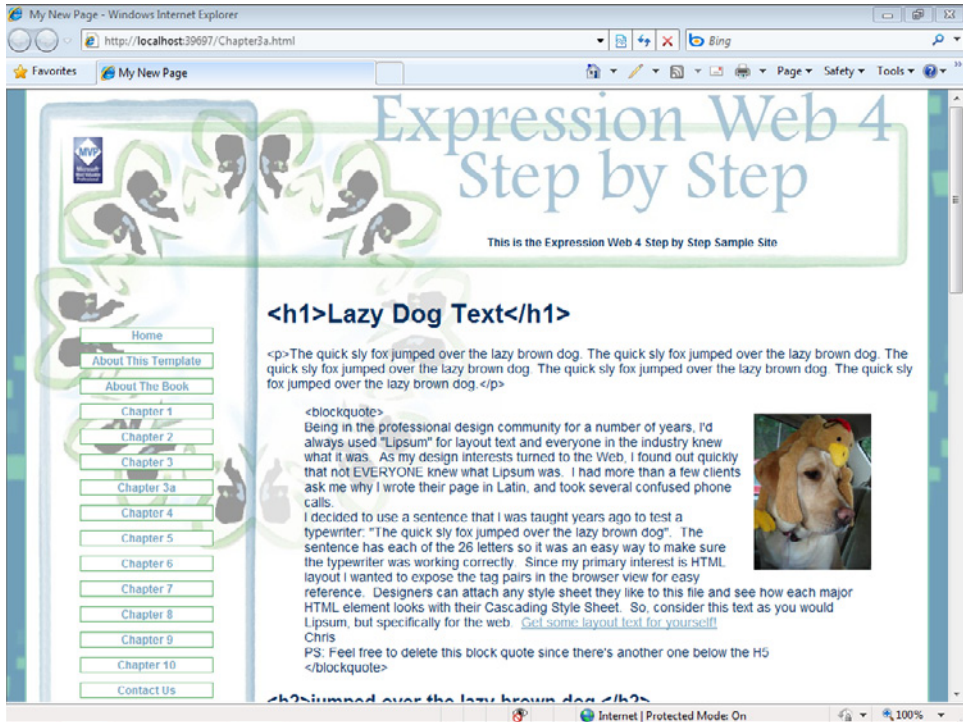 My New Page - Windows Internet Explorer
http://localhost:39697/Chapter3a.html
Bing
Favorites
My New Page
Page
Safety
Tools
Expression Web 4
Step by Step
MVP
Microsoft
Most Valuable
Professional
This is the Expression Web 4 Step by Step Sample Site
Home
About This Template
About The Book
Chapter 1
Chapter 2
Chapter 3
Chapter 3a
Chapter 4
Chapter 5
Chapter 6
Chapter 7
Chapter 8
Chapter 9
Chapter 10
Contact Us
<h1>Lazy Dog Text</h1>
<p>The quick sly fox jumped over the lazy brown dog. The quick sly fox jumped over the lazy brown dog. The
quick sly fox jumped over the lazy brown dog. The quick sly fox jumped over the lazy brown dog. The quick sly
fox jumped over the lazy brown dog.</p>
<blockquote>
Being in the professional design community for a number of years, I'd
always used "Lipsum" for layout text and everyone in the industry knew
what it was. As my design interests turned to the Web, I found out quickly
that not EVERYONE knew what Lipsum was. I had more than a few clients
ask me why I wrote their page in Latin, and took several confused phone
calls.
I decided to use a sentence that I was taught years ago to test a
typewriter: "The quick sly fox jumped over the lazy brown dog". The
sentence has each of the 26 letters so it was an easy way to make sure
the typewriter was working correctly. Since my primary interest is HTML
layout I wanted to expose the tag pairs in the browser view for easy
reference. Designers can attach any style sheet they like to this file and see how each major
HTML element looks with their Cascading Style Sheet. So, consider this text as you would
Lipsum, but specifically for the web. Get some layout text for yourself!
Chris
PS: Feel free to delete this block quote since there's another one below the H5
</blockquote>
<h2>jumped over the lazy brown dog.</h2>
Internet | Protected Mode: On
100%